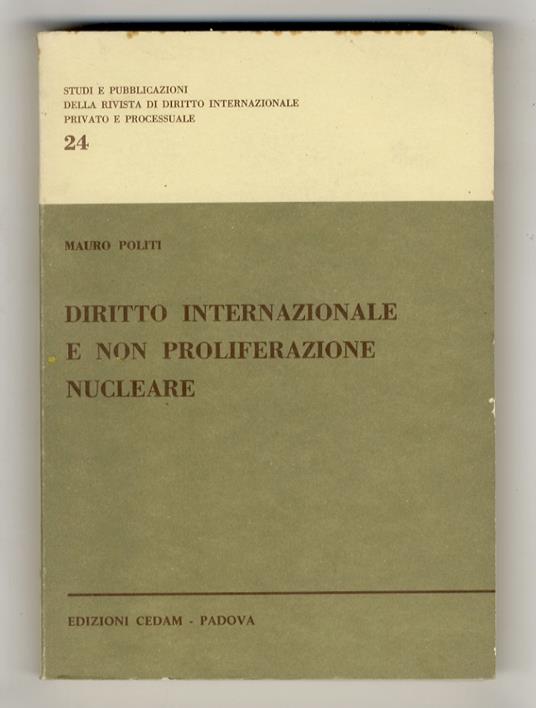 STUDI E PUBBLICAZIONI
DELLA RIVISTA DI DIRITTO INTERNAZIONALE
PRIVATO E PROCESSUALE
24
MAURO POLITI
DIRITTO INTERNAZIONALE
E NON PROLIFERAZIONE
NUCLEARE
EDIZIONI CEDAM - PADOVA